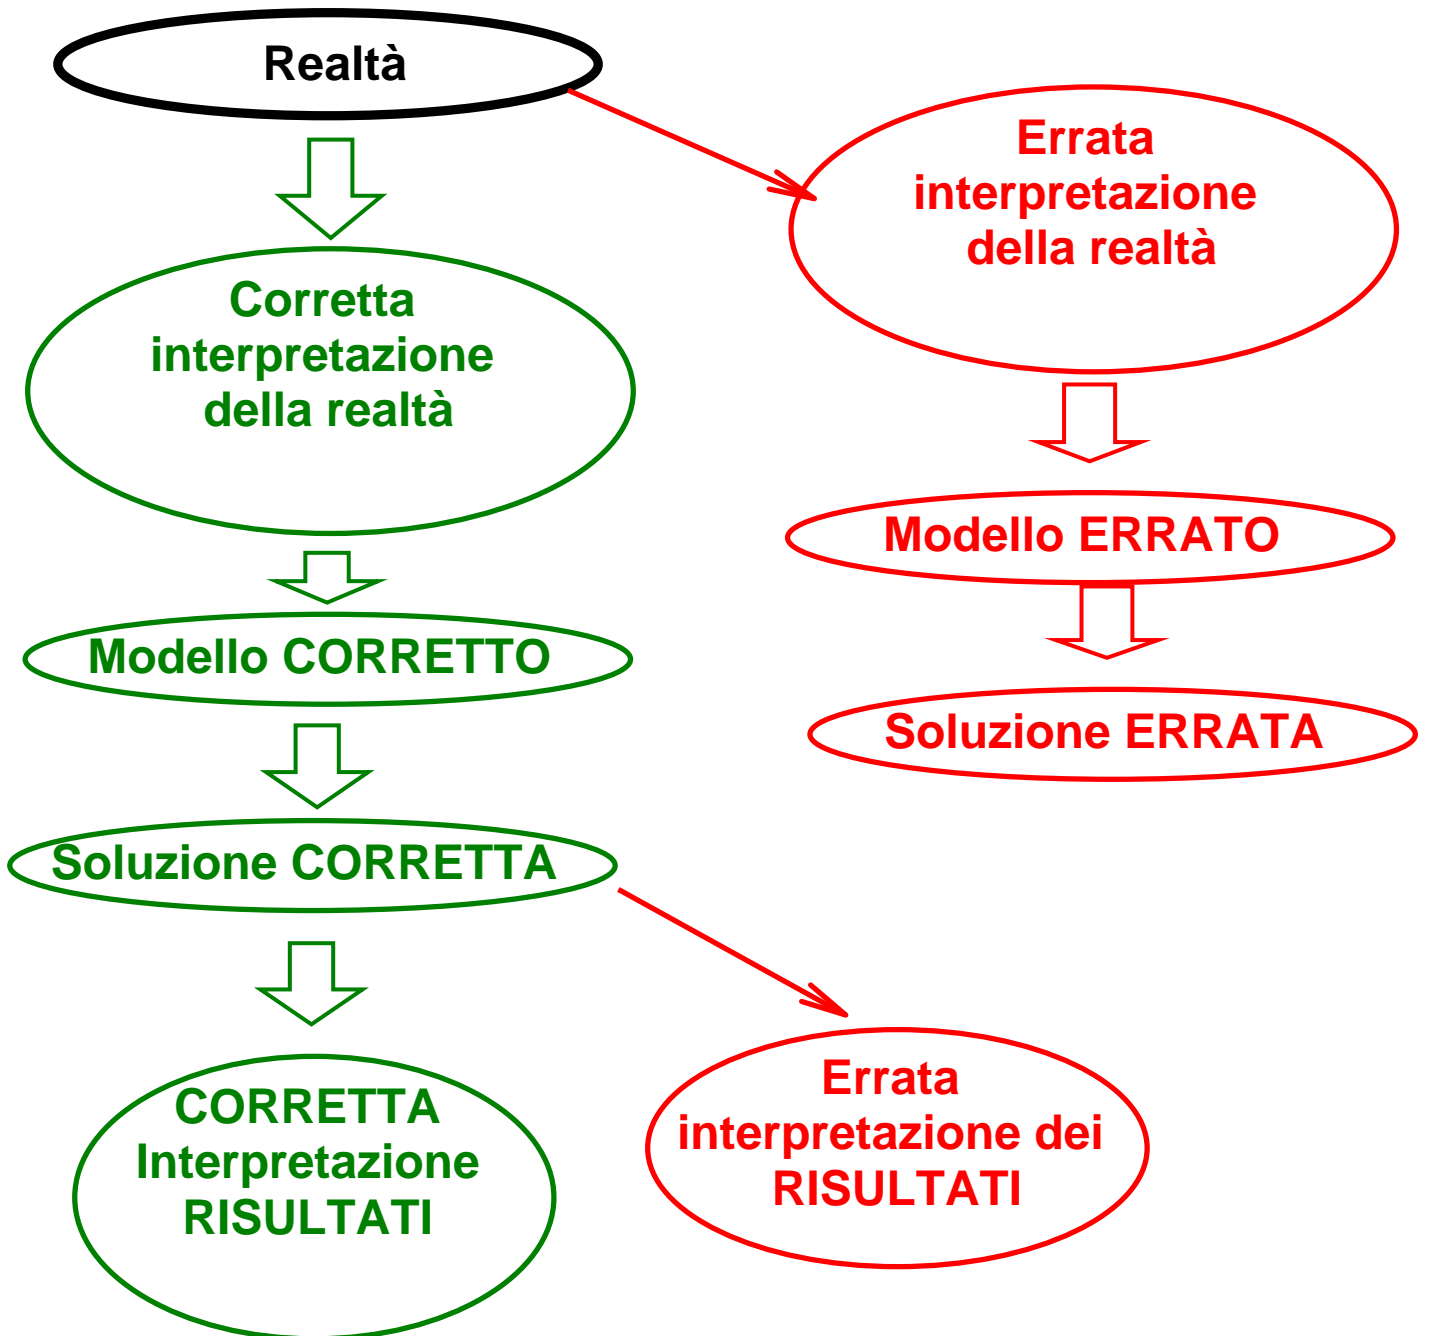 Realtà
Errata
interpretazione
della realtà
Corretta
interpretazione
della realtà
Modello ERRATO
Modello CORRETTO
Soluzione ERRATA
Soluzione CORRETTA
Errata
interpretazione dei
RISULTATI
CORRETTA
Interpretazione
RISULTATI